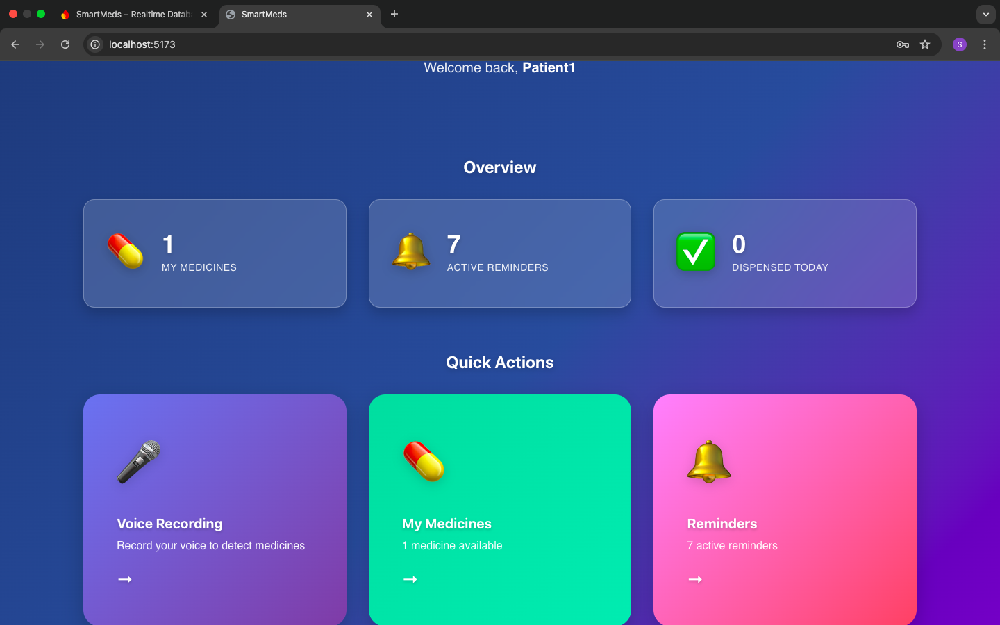 SmartMeds – Realtime Datab
SmartMeds
localhost:5173
S
Welcome back, Patient1
Overview
1
MY MEDICINES
7
ACTIVE REMINDERS
0
DISPENSED TODAY
Quick Actions
Voice Recording
Record your voice to detect medicines
→
My Medicines
1 medicine available
→
Reminders
7 active reminders
→